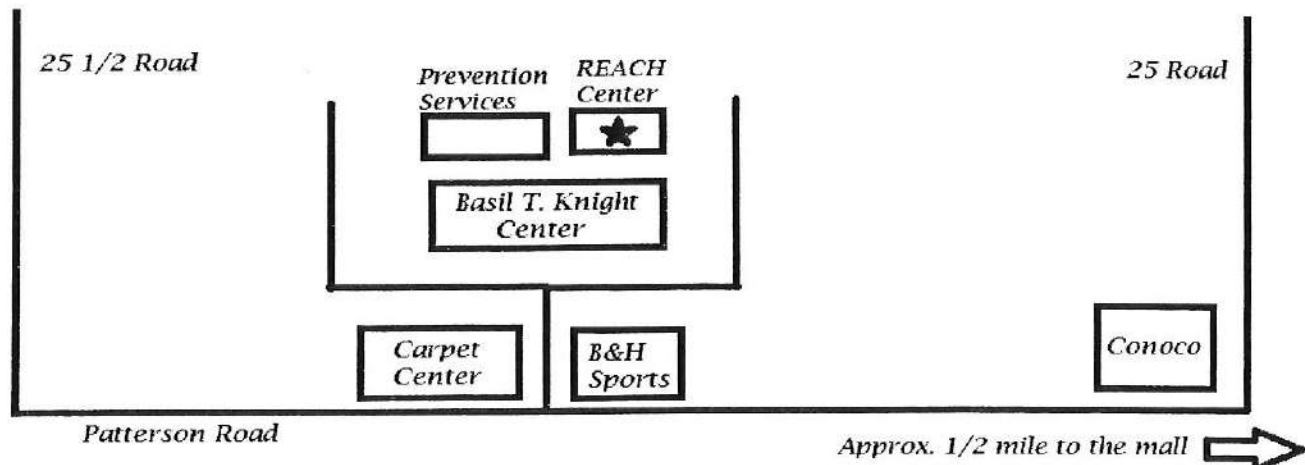 25 1/2 Road
25 Road
Prevention
Services
REACH
Center
Basil T. Knight
Center
Carpet
Center
B&H
Sports
Conoco
Patterson Road
Approx. 1/2 mile to the mall